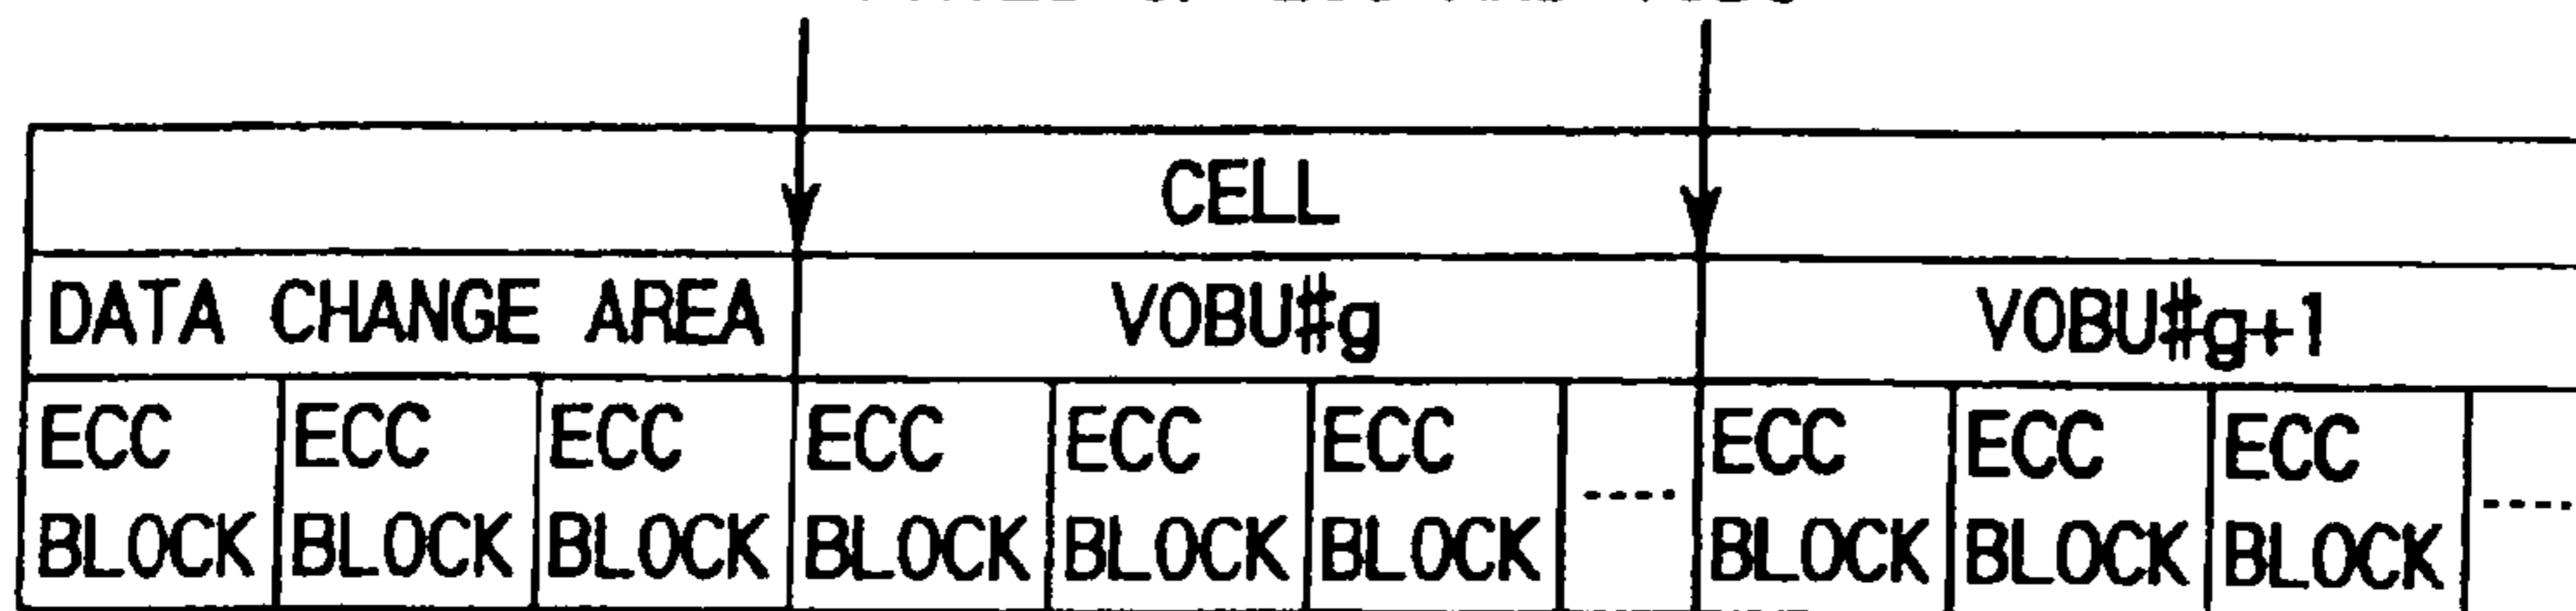 CELL
DATA CHANGE AREA VOBU#g VOBU#g+1
ECC ECC ECC ECC ECC ECC ECC ECC ECC
BLOCK BLOCK BLOCK BLOCK BLOCK BLOCK ..... BLOCK BLOCK BLOCK .....